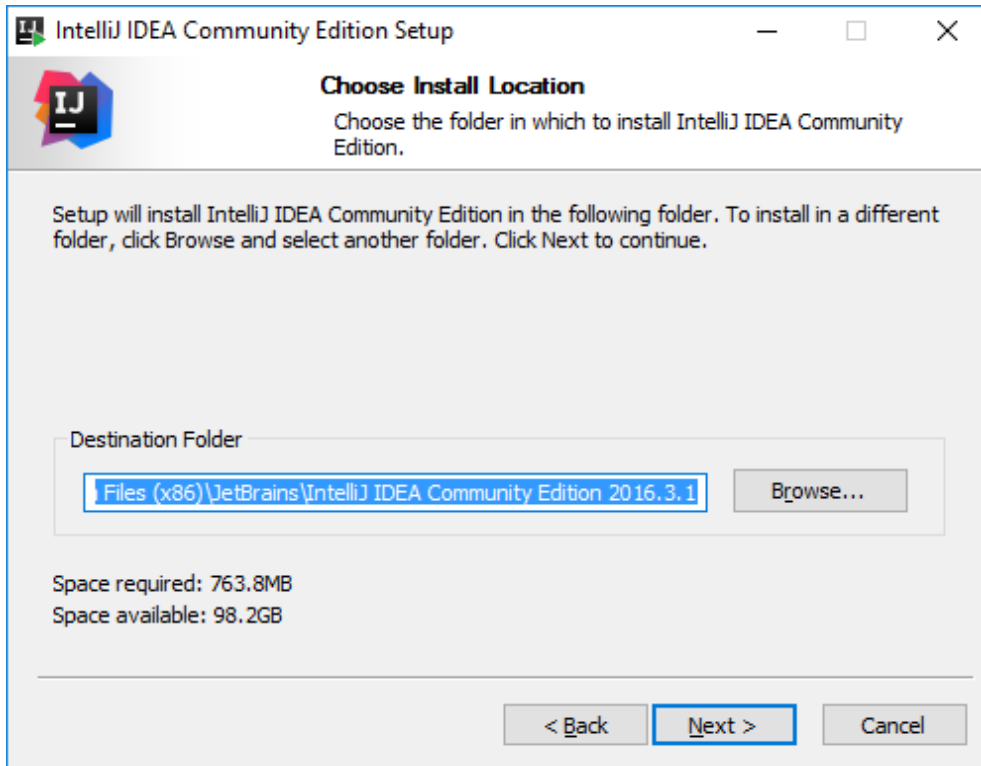 IntelliJ IDEA Community Edition Setup
IJ
Choose Install Location
Choose the folder in which to install IntelliJ IDEA Community
Edition.
Setup will install IntelliJ IDEA Community Edition in the following folder. To install in a different
folder, click Browse and select another folder. Click Next to continue.
Destination Folder
Files (x86)\JetBrains\IntelliJ IDEA Community Edition 2016.3.1
Browse...
Space required: 763.8MB
Space available: 98.2GB
< Back
Next >
Cancel